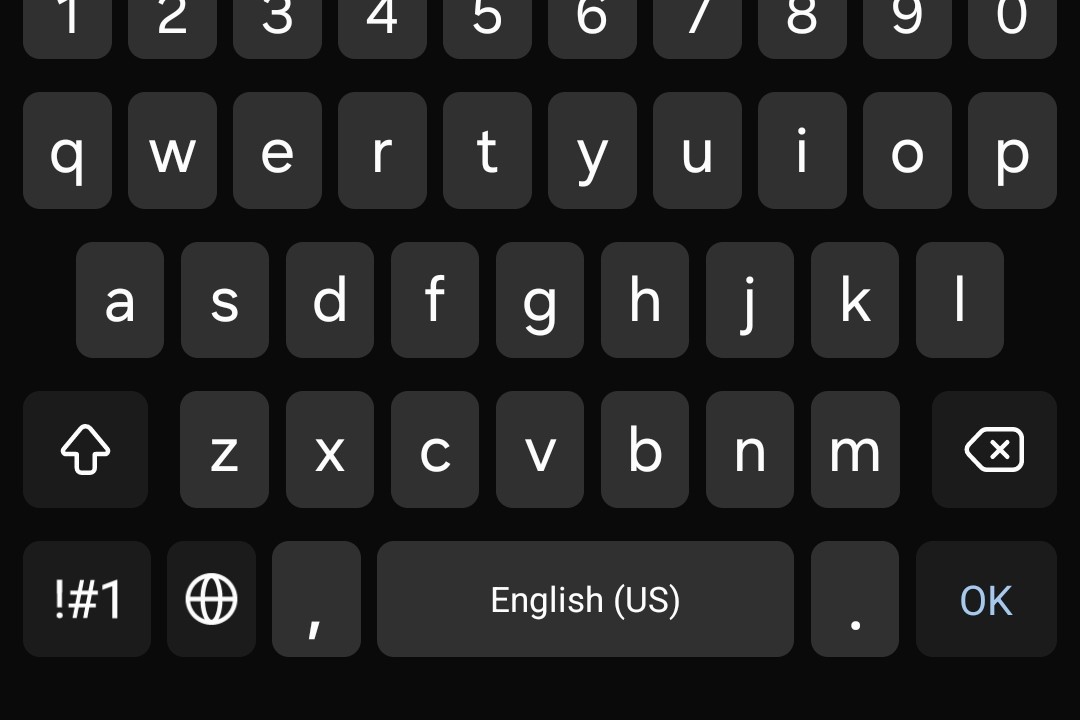 1 2 3 4 5 6 7 8 9 0
q w e r t y u i o p
a s d f g h j k l
z x c v b n m
!#1 , English (US) . OK